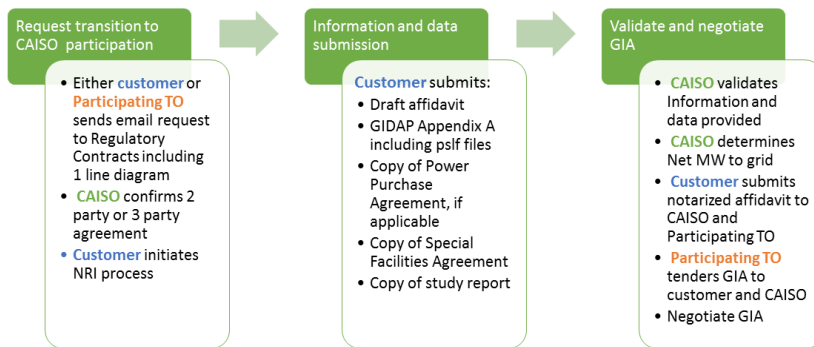 Request transition to
CAISO participation
• Either customer or
Participating TO
sends email request
to Regulatory
Contracts including
1 line diagram
• CAISO confirms 2
party or 3 party
agreement
• Customer initiates
NRI process
Information and data
submission
Customer submits:
• Draft affidavit
• GIDAP Appendix A
including pslf files
• Copy of Power
Purchase
Agreement, if
applicable
• Copy of Special
Facilities Agreement
• Copy of study report
Validate and negotiate
GIA
• CAISO validates
Information and
data provided
• CAISO determines
Net MW to grid
• Customer submits
notarized affidavit to
CAISO and
Participating TO
• Participating TO
tenders GIA to
customer and CAISO
• Negotiate GIA